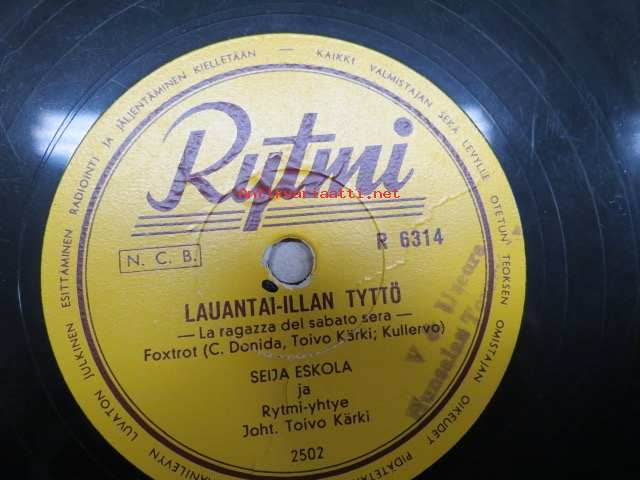 KAIKKI VALMISTAJAN SEKÄ LEVYLLE OTETUN TEOKSEN OMISTAJAN OIKEUDET
LUVATON JULKINEN ESITTÄMINEN RADIOINTI JA JÄLJENTÄMINEN KIELLETÄÄN —
Rytmi
antikvariaatti.net
N. C. B.
R 6314
LAUANTAI-ILLAN TYTTÖ
— La ragazza del sabato sera —
Foxtrot (C. Donida, Toivo Kärki; Kullervo)
SEIJA ESKOLA
ja
Rytmi-yhtye
Joht. Toivo Kärki
2502